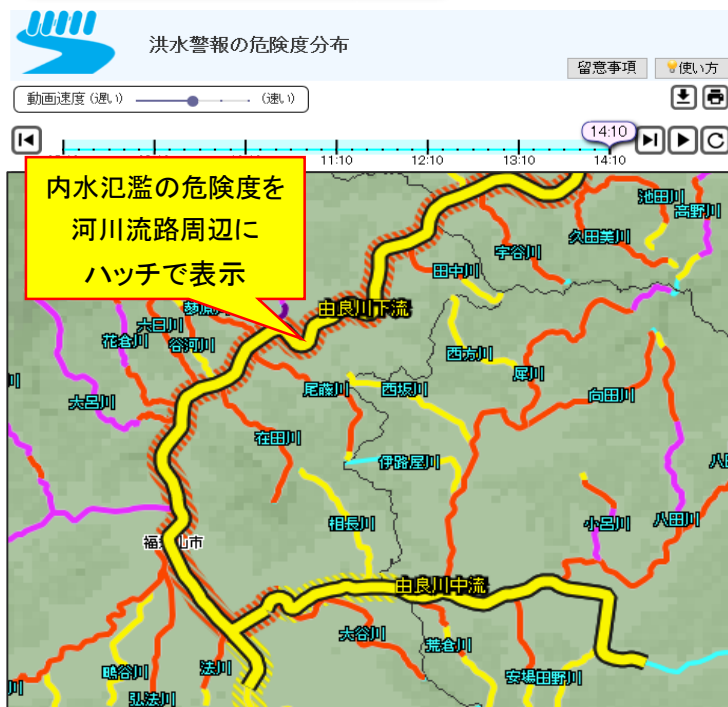 洪水警報の危険度分布
留意事項
使い方
動画速度 (遅い)
(速い)
14:10
11:10
12:10
13:10
14:10
内水氾濫の危険度を
河川流路周辺に
ハッチで表示
池田川
高野川
久田美川
宇谷川
田中川
由良川下流
六日川
花倉川
谷河川
西方川
犀川
大呂川
尾藤川
西坂川
向田川
在田川
伊路屋川
相長川
小呂川
八田川
由良川中流
大谷川
荒倉川
法川
鴫谷川
弘法川
安場田野川